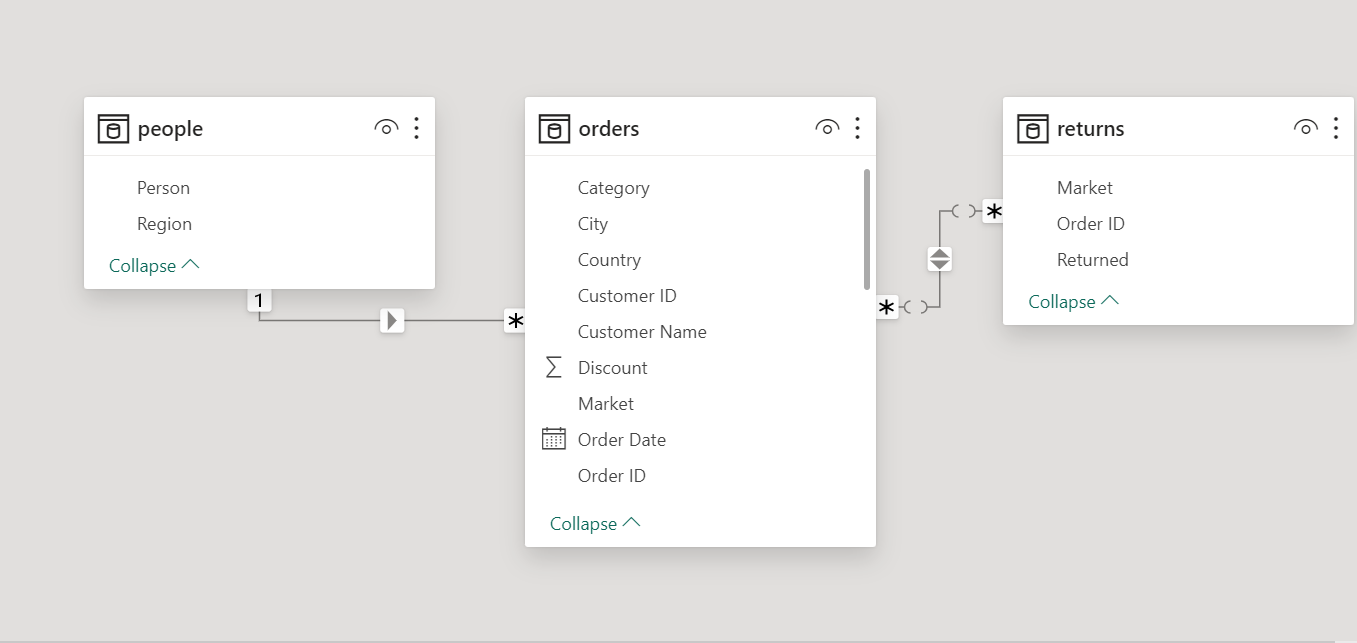 people
Person
Region
Collapse
1
*
orders
Category
City
Country
Customer ID
Customer Name
Discount
Market
Order Date
Order ID
Collapse
*
*
returns
Market
Order ID
Returned
Collapse